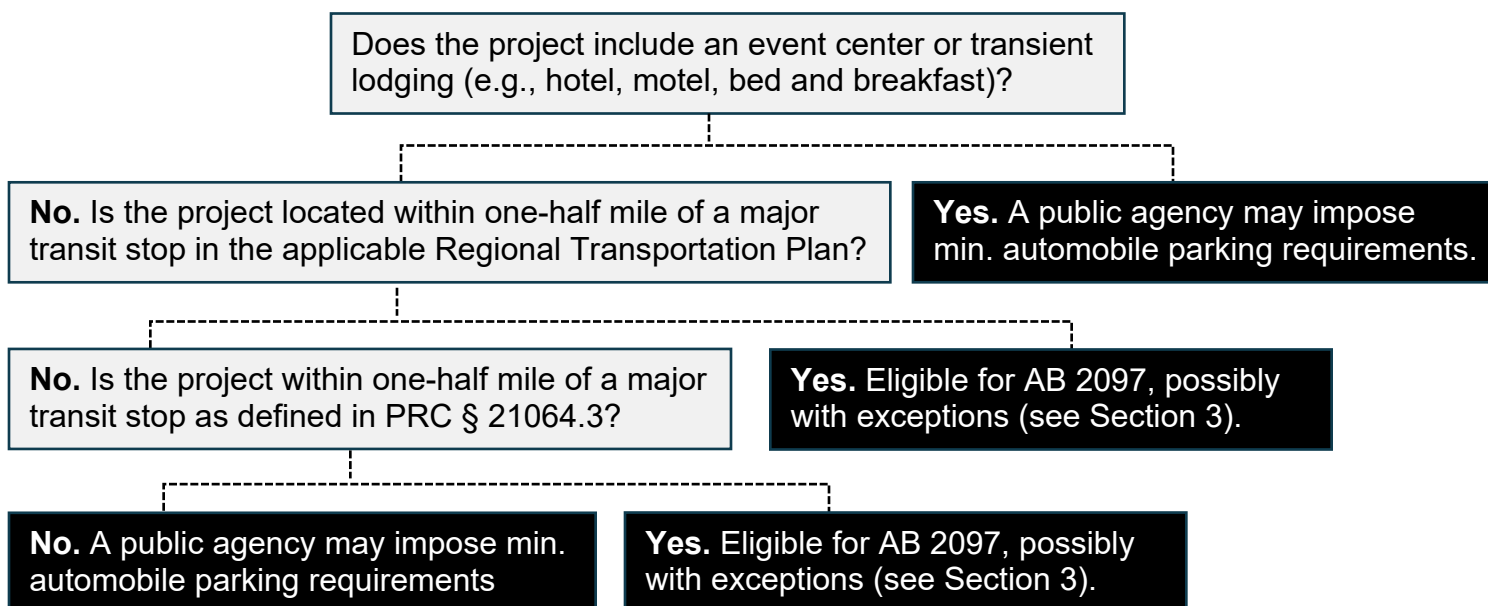 Does the project include an event center or transient
lodging (e.g., hotel, motel, bed and breakfast)?
No. Is the project located within one-half mile of a major
transit stop in the applicable Regional Transportation Plan?
Yes. A public agency may impose
min. automobile parking requirements.
No. Is the project within one-half mile of a major
transit stop as defined in PRC § 21064.3?
Yes. Eligible for AB 2097, possibly
with exceptions (see Section 3).
No. A public agency may impose min.
automobile parking requirements
Yes. Eligible for AB 2097, possibly
with exceptions (see Section 3).